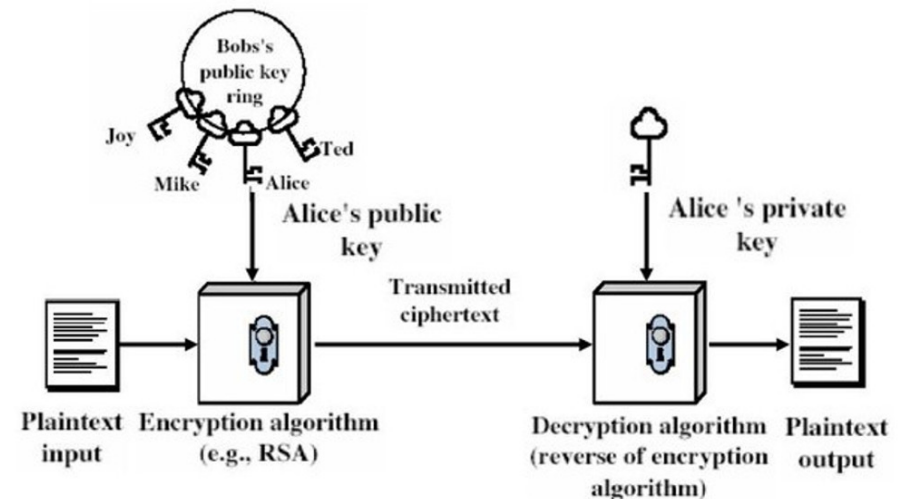 Bobs's
public key
ring
Joy
Ted
Mike
Alice
Alice's public
key
Alice 's private
key
Transmitted
ciphertext
Plaintext
input
Encryption algorithm
(e.g., RSA)
Decryption algorithm
(reverse of encryption
algorithm)
Plaintext
output